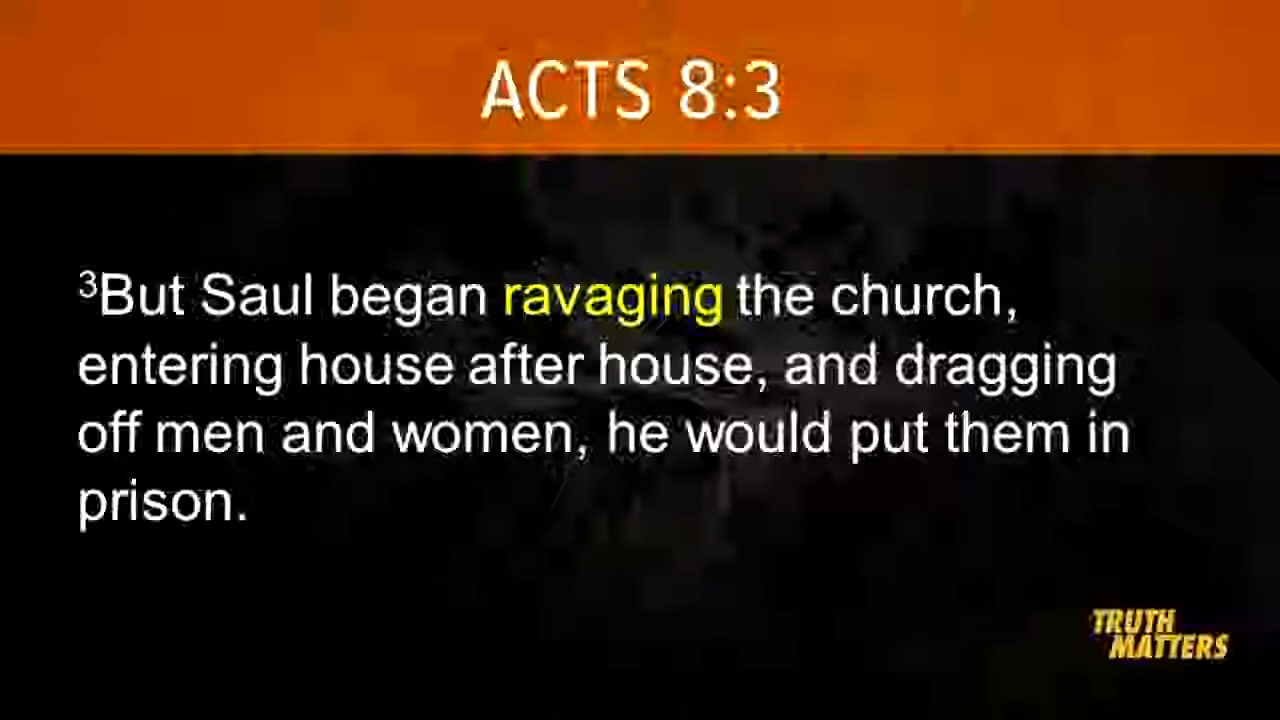 ACTS 8:3
³But Saul began ravaging the church,
entering house after house, and dragging
off men and women, he would put them in
prison.
TRUTH
MATTERS